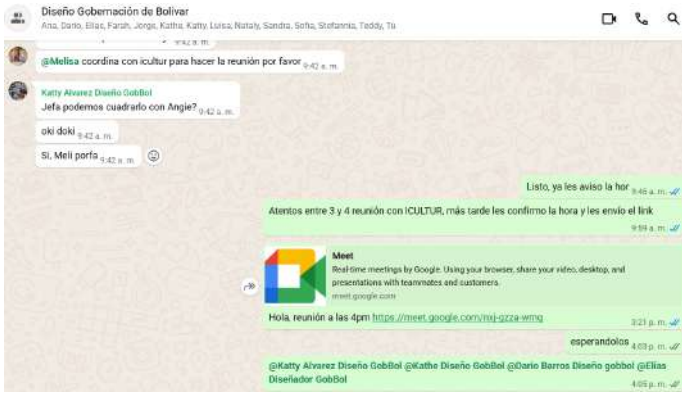 Diseño Gobernación de Bolivar
Ana, Dario, Elias, Farah, Jorge, Kathe, Katty, Luisa, Nataly, Sandra, Sofia, Stefannia, Teddy, Tú
9:42 a. m.
@Melisa coordina con icultur para hacer la reunión por favor 9:42 a. m.
Katty Alvarez Diseño GobBol
Jefa podemos cuadrarlo con Angie? 9:42 a. m.
oki doki 9:42 a. m.
Si, Meli porfa 9:42 a. m.
Listo, ya les aviso la hor 9:46 a. m.
Atentos entre 3 y 4 reunión con ICULTUR, más tarde les confirmo la hora y les envío el link
9:59 a. m.
Meet
Real-time meetings by Google. Using your browser, share your video, desktop, and
presentations with teammates and customers.
meet.google.com
Hola, reunión a las 4pm https://meet.google.com/nxj-gzza-wmq
3:21 p. m.
esperandolos 4:03 p. m.
@Katty Alvarez Diseño GobBol @Kathe Diseño GobBol @Dario Barros Diseño gobbol @Elias
Diseñador GobBol
4:05 p. m.